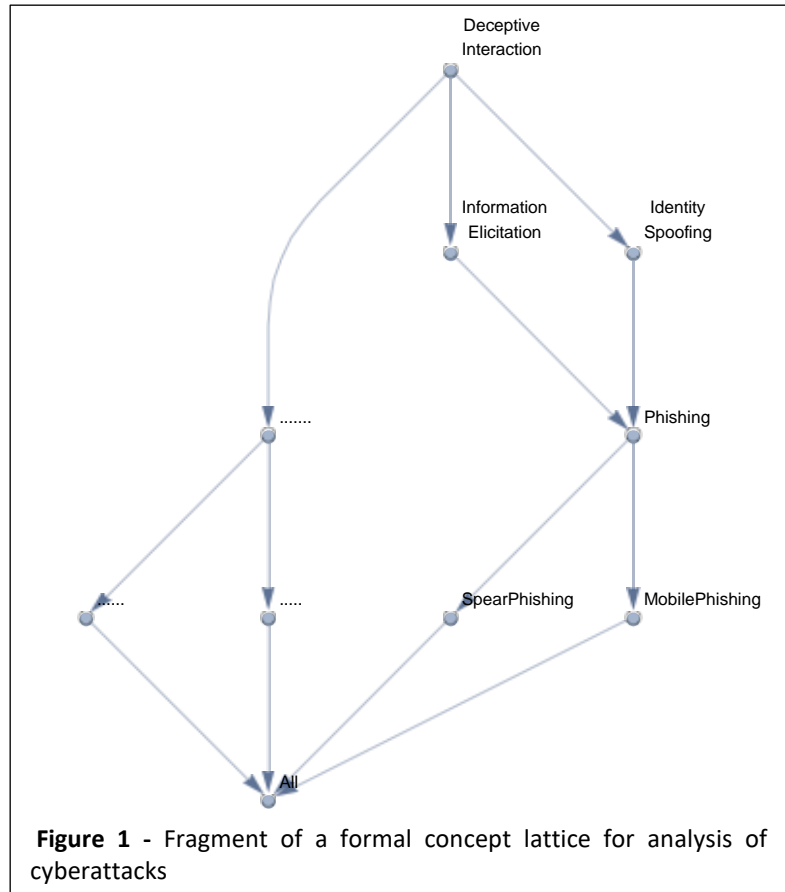 Deceptive
Interaction
Information
Elicitation
Identity
Spoofing
.......
Phishing
......
.....
SpearPhishing
MobilePhishing
All
Figure 1 - Fragment of a formal concept lattice for analysis of
cyberattacks